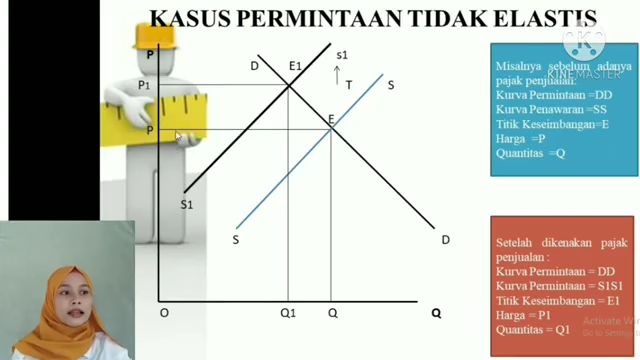 KASUS PERMINTAAN TIDAK ELASTIS
P
D
E1
s1
P1
T
S
E
P
S1
S
D
O
Q1
Q
Q
Misalnya sebelum adanya
pajak penjualan:
Kurva Permintaan =DD
Kurva Penawaran =SS
Titik Keseimbangan=E
Harga =P
Quantitas =Q
KINEMASTER
Setelah dikenakan pajak
penjualan :
Kurva Permintaan = DD
Kurva Permintaan = S1S1
Titik Keseimbangan = E1
Harga = P1
Quantitas = Q1
Activate Win